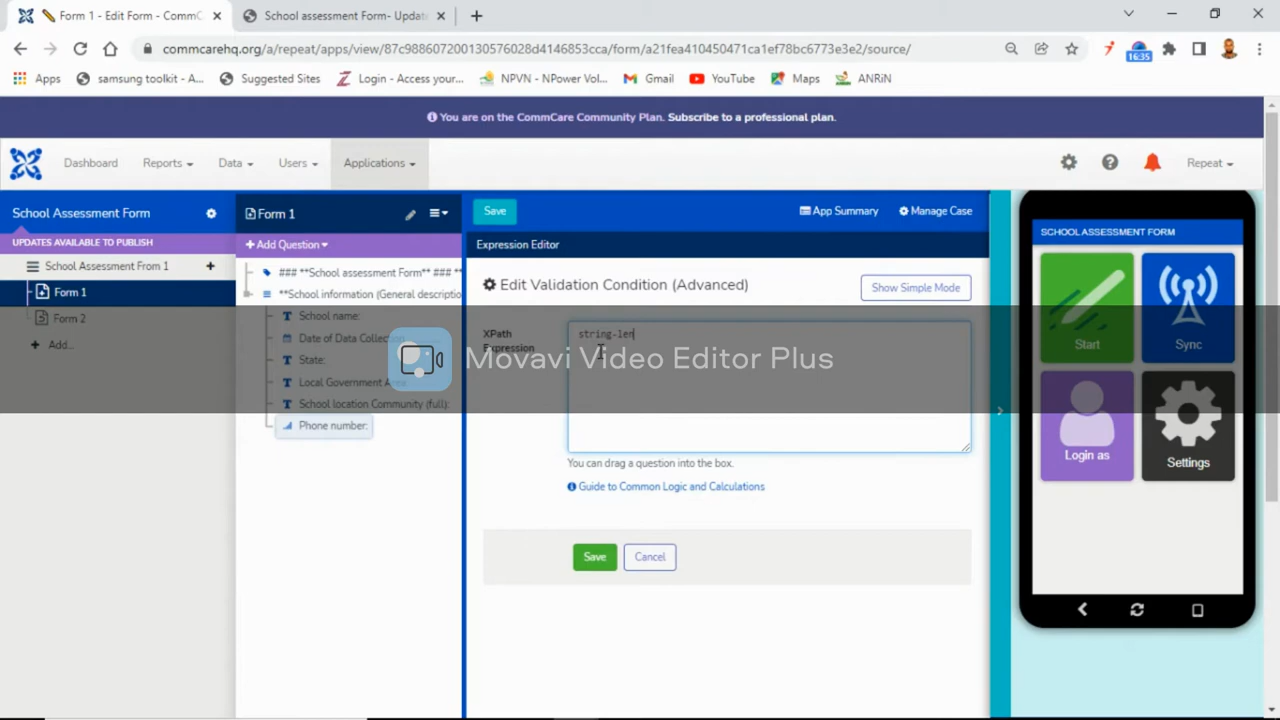 Form 1 - Edit Form - CommC
School assessment Form- Update
commcarehq.org/a/repeat/apps/view/87c988607200130576028d4146853cca/form/a21fea410450471ca1ef78bc6773e3e2/source/
16:35
Apps
samsung toolkit - A...
Suggested Sites
Login - Access your...
NPVN - NPower Vol...
Gmail
YouTube
Maps
ANRiN
You are on the CommCare Community Plan. Subscribe to a professional plan.
Dashboard
Reports
Data
Users
Applications
Repeat
School Assessment Form
UPDATES AVAILABLE TO PUBLISH
School Assessment From 1
Form 1
Form 2
Add...
Form 1
Add Question
### **School assessment Form** ### **
**School information (General descriptio
School name:
Date of Data Collec
State:
Local Government Area
School location Community (full):
Phone number:
Save
App Summary
Manage Case
Expression Editor
Edit Validation Condition (Advanced)
Show Simple Mode
XPath
Expression
string-len
You can drag a question into the box.
Guide to Common Logic and Calculations
Save
Cancel
Movavi Video Editor Plus
SCHOOL ASSESSMENT FORM
Start
Sync
Login as
Settings